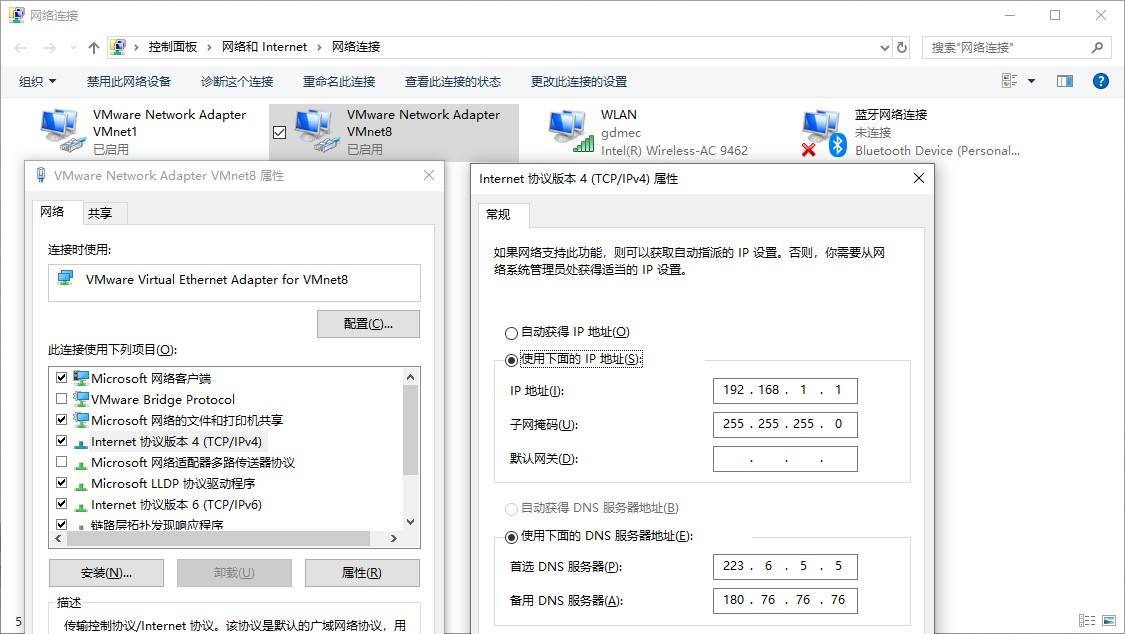 网络连接
控制面板 › 网络和 Internet › 网络连接
搜索"网络连接"
组织
禁用此网络设备
诊断这个连接
重命名此连接
查看此连接的状态
更改此连接的设置
VMware Network Adapter
VMnet1
已启用
VMware Network Adapter
VMnet8
已启用
WLAN
gdmec
Intel(R) Wireless-AC 9462
蓝牙网络连接
未连接
Bluetooth Device (Personal...
VMware Network Adapter VMnet8 属性
网络
共享
连接时使用:
VMware Virtual Ethernet Adapter for VMnet8
配置(C)...
此连接使用下列项目(O):
Microsoft 网络客户端
VMware Bridge Protocol
Microsoft 网络的文件和打印机共享
Internet 协议版本 4 (TCP/IPv4)
Microsoft 网络适配器多路传送器协议
Microsoft LLDP 协议驱动程序
Internet 协议版本 6 (TCP/IPv6)
链路层拓扑发现响应程序
安装(N)...
卸载(U)
属性(R)
描述
传输控制协议/Internet 协议。该协议是默认的广域网络协议，用
5
Internet 协议版本 4 (TCP/IPv4) 属性
常规
如果网络支持此功能，则可以获取自动指派的 IP 设置。否则，你需要从网
络系统管理员处获得适当的 IP 设置。
自动获得 IP 地址(O)
使用下面的 IP 地址(S):
IP 地址(I):
192 . 168 . 1 . 1
子网掩码(U):
255 . 255 . 255 . 0
默认网关(D):
. . .
自动获得 DNS 服务器地址(B)
使用下面的 DNS 服务器地址(E):
首选 DNS 服务器(P):
223 . 6 . 5 . 5
备用 DNS 服务器(A):
180 . 76 . 76 . 76